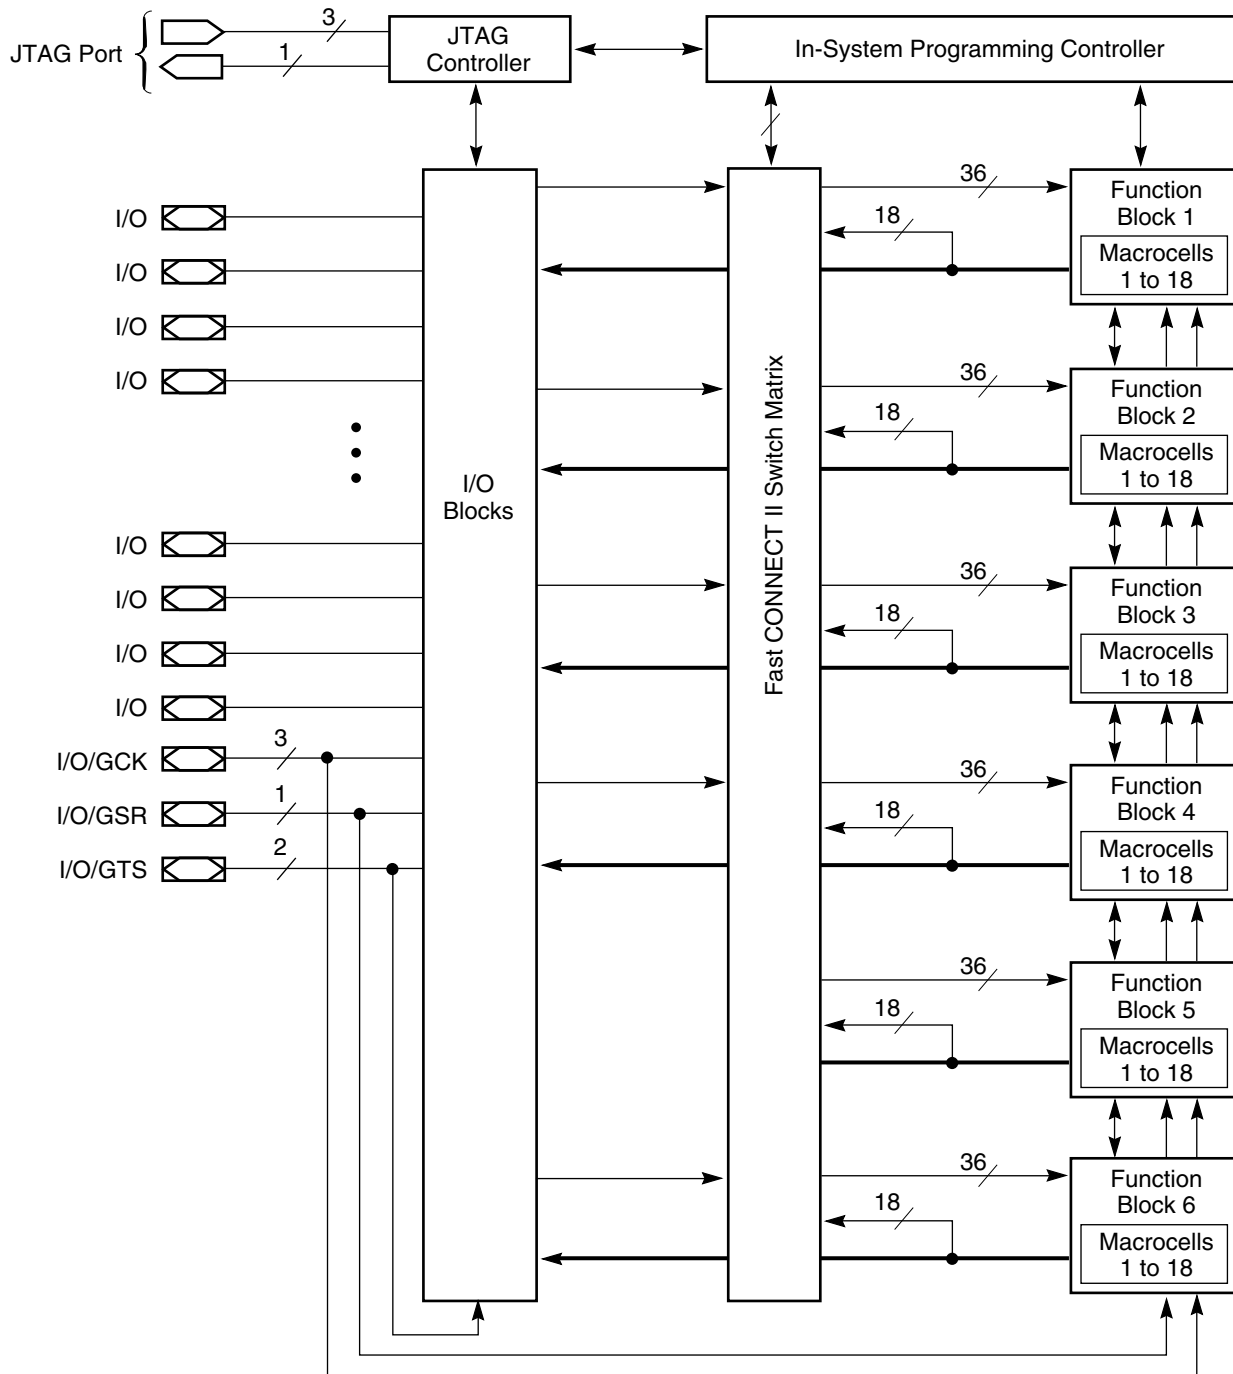 JTAG Port
3
1
JTAG
Controller
In-System Programming Controller
I/O
I/O
I/O
I/O
I/O
Blocks
I/O
I/O
I/O
I/O
I/O/GCK
3
I/O/GSR
1
I/O/GTS
2
Fast CONNECT II Switch Matrix
36
18
Function
Block 1
Macrocells
1 to 18
36
18
Function
Block 2
Macrocells
1 to 18
36
18
Function
Block 3
Macrocells
1 to 18
36
18
Function
Block 4
Macrocells
1 to 18
36
18
Function
Block 5
Macrocells
1 to 18
36
18
Function
Block 6
Macrocells
1 to 18